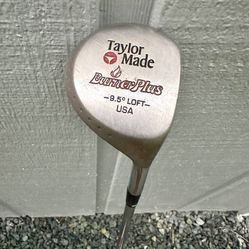 Taylor
Made
BurnerPlus
-9.5° LOFT-
USA